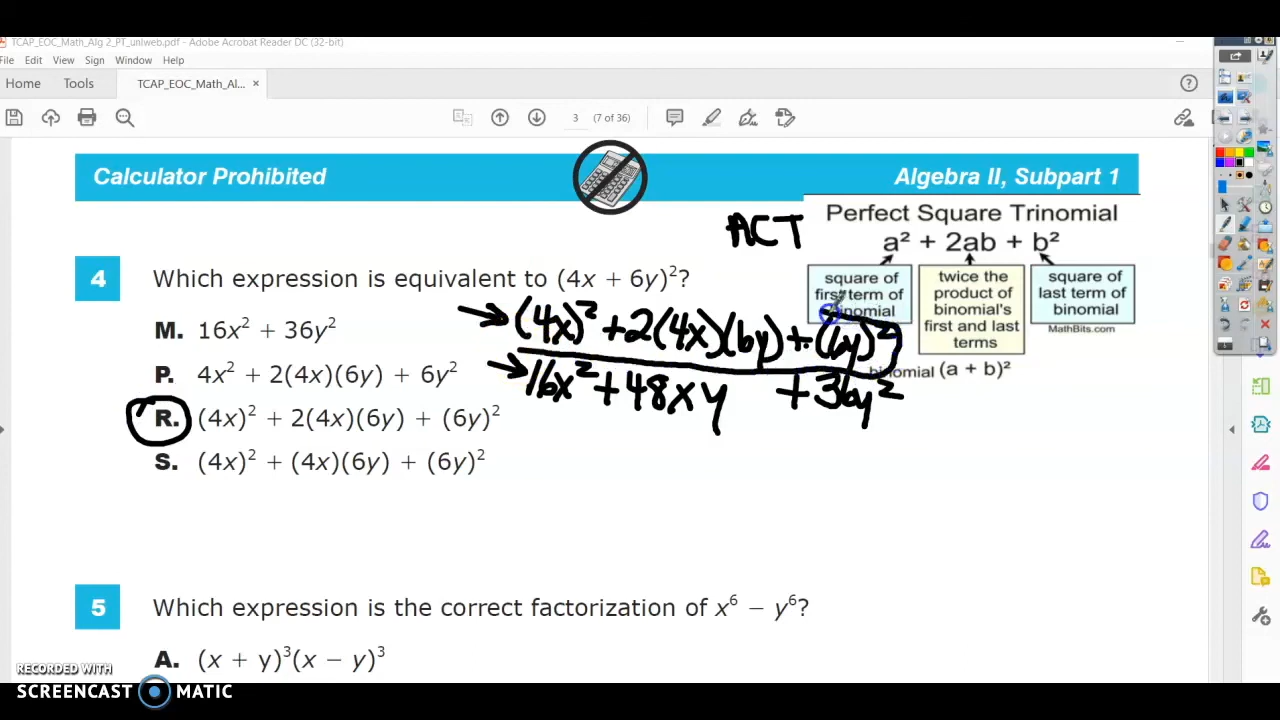 TCAP_EOC_Math_Alg 2_PT_uniweb.pdf - Adobe Acrobat Reader DC (32-bit)
File Edit View Sign Window Help
Home Tools TCAP_EOC_Math_Al... ×
3 (7 of 36)
Calculator Prohibited
Algebra II, Subpart 1
ACT
Perfect Square Trinomial
a² + 2ab + b²
square of
first term of
binomial
twice the
product of
binomial's
first and last
terms
square of
last term of
binomial
MathBits.com
binomial (a + b)²
4 Which expression is equivalent to (4x + 6y)²?
(4x)² + 2(4x)(6y) + (6y)²
16x² + 48xy + 36y²
M. 16x² + 36y²
P. 4x² + 2(4x)(6y) + 6y²
R. (4x)² + 2(4x)(6y) + (6y)²
S. (4x)² + (4x)(6y) + (6y)²
5 Which expression is the correct factorization of x⁶ − y⁶?
A. (x + y)³(x − y)³
RECORDED WITH
SCREENCAST MATIC